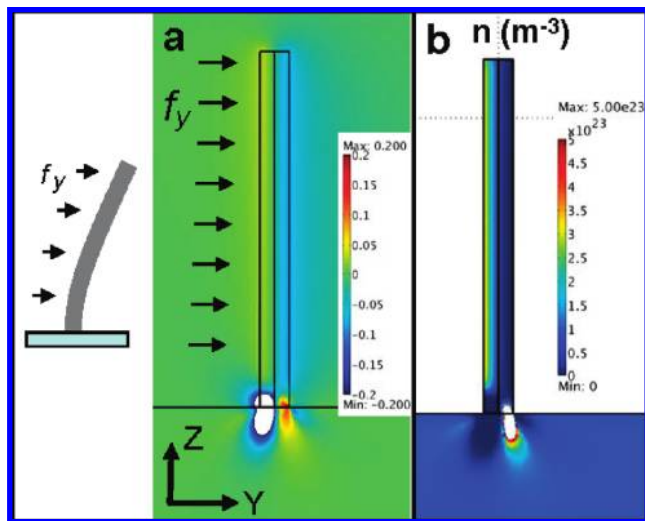 a
f_y
f_y
Max: 0.200
0.2
0.15
0.1
0.05
0
-0.05
-0.1
-0.15
-0.2
Min: -0.200
Z
Y
b n (m⁻³)
Max: 5.00e23
×10²³
5
4.5
4
3.5
3
2.5
2
1.5
1
0.5
0
Min: 0